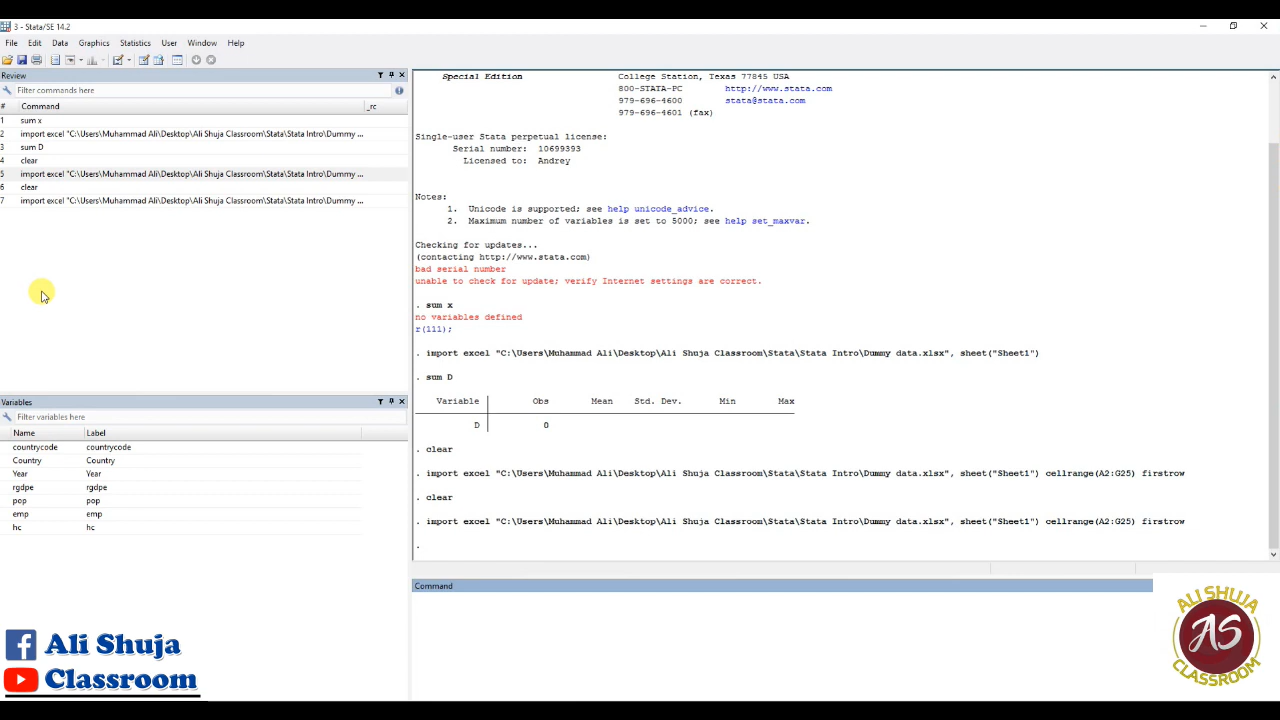 3 - Stata/SE 14.2
File Edit Data Graphics Statistics User Window Help
Review
Filter commands here
# Command _rc
1 sum x
2 import excel "C:\Users\Muhammad Ali\Desktop\Ali Shuja Classroom\Stata\Stata Intro\Dummy ...
3 sum D
4 clear
5 import excel "C:\Users\Muhammad Ali\Desktop\Ali Shuja Classroom\Stata\Stata Intro\Dummy ...
6 clear
7 import excel "C:\Users\Muhammad Ali\Desktop\Ali Shuja Classroom\Stata\Stata Intro\Dummy ...
Variables
Filter variables here
Name Label
countrycode countrycode
Country Country
Year Year
rgdpe rgdpe
pop pop
emp emp
hc hc
Special Edition College Station, Texas 77845 USA
800-STATA-PC http://www.stata.com
979-696-4600 stata@stata.com
979-696-4601 (fax)
Single-user Stata perpetual license:
Serial number: 10699393
Licensed to: Andrey
Notes:
1. Unicode is supported; see help unicode_advice.
2. Maximum number of variables is set to 5000; see help set_maxvar.
Checking for updates...
(contacting http://www.stata.com)
bad serial number
unable to check for update; verify Internet settings are correct.
. sum x
no variables defined
r(111);
. import excel "C:\Users\Muhammad Ali\Desktop\Ali Shuja Classroom\Stata\Stata Intro\Dummy data.xlsx", sheet("Sheet1")
. sum D
Variable Obs Mean Std. Dev. Min Max
D 0
. clear
. import excel "C:\Users\Muhammad Ali\Desktop\Ali Shuja Classroom\Stata\Stata Intro\Dummy data.xlsx", sheet("Sheet1") cellrange(A2:G25) firstrow
. clear
. import excel "C:\Users\Muhammad Ali\Desktop\Ali Shuja Classroom\Stata\Stata Intro\Dummy data.xlsx", sheet("Sheet1") cellrange(A2:G25) firstrow
.
Command
Ali Shuja
Classroom
ALI SHUJA
AS
CLASSROOM